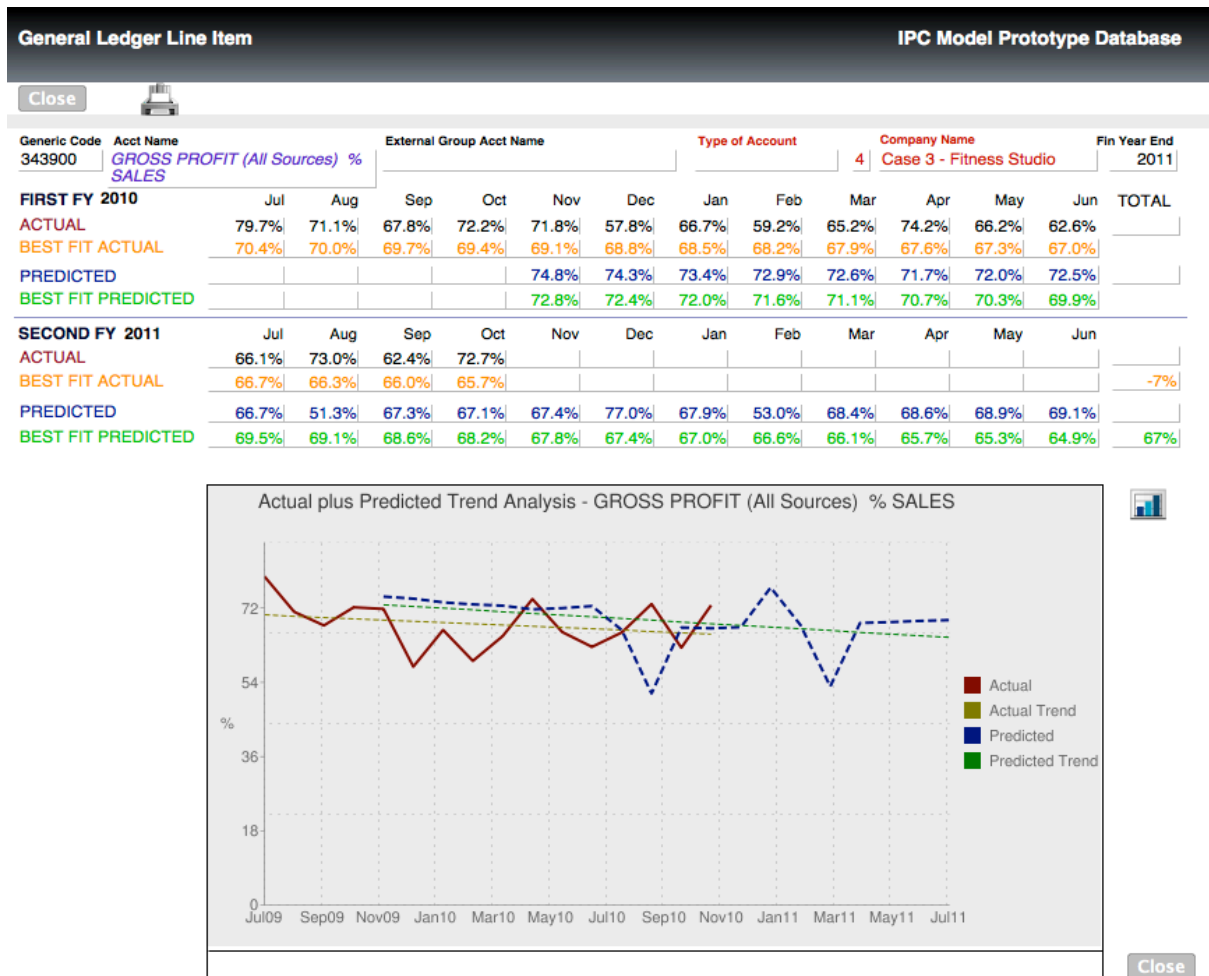 General Ledger Line Item IPC Model Prototype Database
Close
Generic Code Acct Name External Group Acct Name Type of Account Company Name Fin Year End
343900 GROSS PROFIT (All Sources) % 4 Case 3 - Fitness Studio 2011
SALES
FIRST FY 2010 Jul Aug Sep Oct Nov Dec Jan Feb Mar Apr May Jun TOTAL
ACTUAL 79.7% 71.1% 67.8% 72.2% 71.8% 57.8% 66.7% 59.2% 65.2% 74.2% 66.2% 62.6%
BEST FIT ACTUAL 70.4% 70.0% 69.7% 69.4% 69.1% 68.8% 68.5% 68.2% 67.9% 67.6% 67.3% 67.0%
PREDICTED 74.8% 74.3% 73.4% 72.9% 72.6% 71.7% 72.0% 72.5%
BEST FIT PREDICTED 72.8% 72.4% 72.0% 71.6% 71.1% 70.7% 70.3% 69.9%
SECOND FY 2011 Jul Aug Sep Oct Nov Dec Jan Feb Mar Apr May Jun
ACTUAL 66.1% 73.0% 62.4% 72.7%
BEST FIT ACTUAL 66.7% 66.3% 66.0% 65.7% -7%
PREDICTED 66.7% 51.3% 67.3% 67.1% 67.4% 77.0% 67.9% 53.0% 68.4% 68.6% 68.9% 69.1%
BEST FIT PREDICTED 69.5% 69.1% 68.6% 68.2% 67.8% 67.4% 67.0% 66.6% 66.1% 65.7% 65.3% 64.9% 67%
Actual plus Predicted Trend Analysis - GROSS PROFIT (All Sources) % SALES
72
54
%
36
18
0
Jul09 Sep09 Nov09 Jan10 Mar10 May10 Jul10 Sep10 Nov10 Jan11 Mar11 May11 Jul11
Actual
Actual Trend
Predicted
Predicted Trend
Close